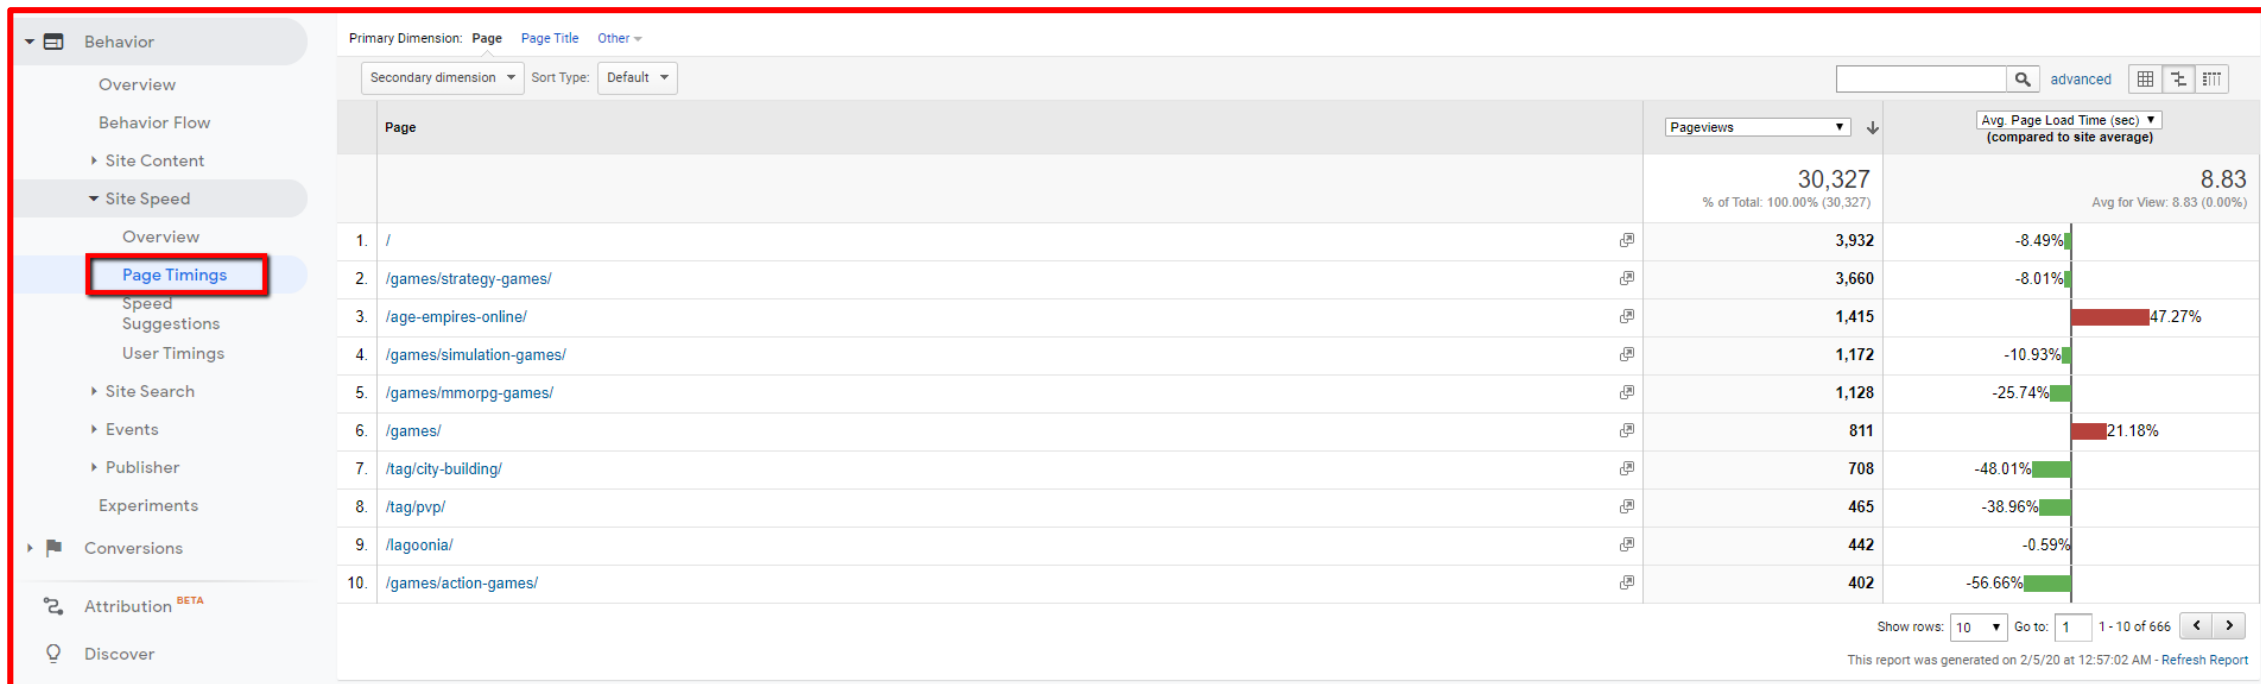 Behavior
Overview
Behavior Flow
Site Content
Site Speed
Overview
Page Timings
Speed
Suggestions
User Timings
Site Search
Events
Publisher
Experiments
Conversions
Attribution BETA
Discover
Primary Dimension: Page Page Title Other
Secondary dimension Sort Type: Default
advanced
Page Pageviews Avg. Page Load Time (sec)
(compared to site average)
30,327 8.83
% of Total: 100.00% (30,327) Avg for View: 8.83 (0.00%)
1. / 3,932 -8.49%
2. /games/strategy-games/ 3,660 -8.01%
3. /age-empires-online/ 1,415 47.27%
4. /games/simulation-games/ 1,172 -10.93%
5. /games/mmorpg-games/ 1,128 -25.74%
6. /games/ 811 21.18%
7. /tag/city-building/ 708 -48.01%
8. /tag/pvp/ 465 -38.96%
9. /lagoonia/ 442 -0.59%
10. /games/action-games/ 402 -56.66%
Show rows: 10 Go to: 1 1 - 10 of 666
This report was generated on 2/5/20 at 12:57:02 AM - Refresh Report